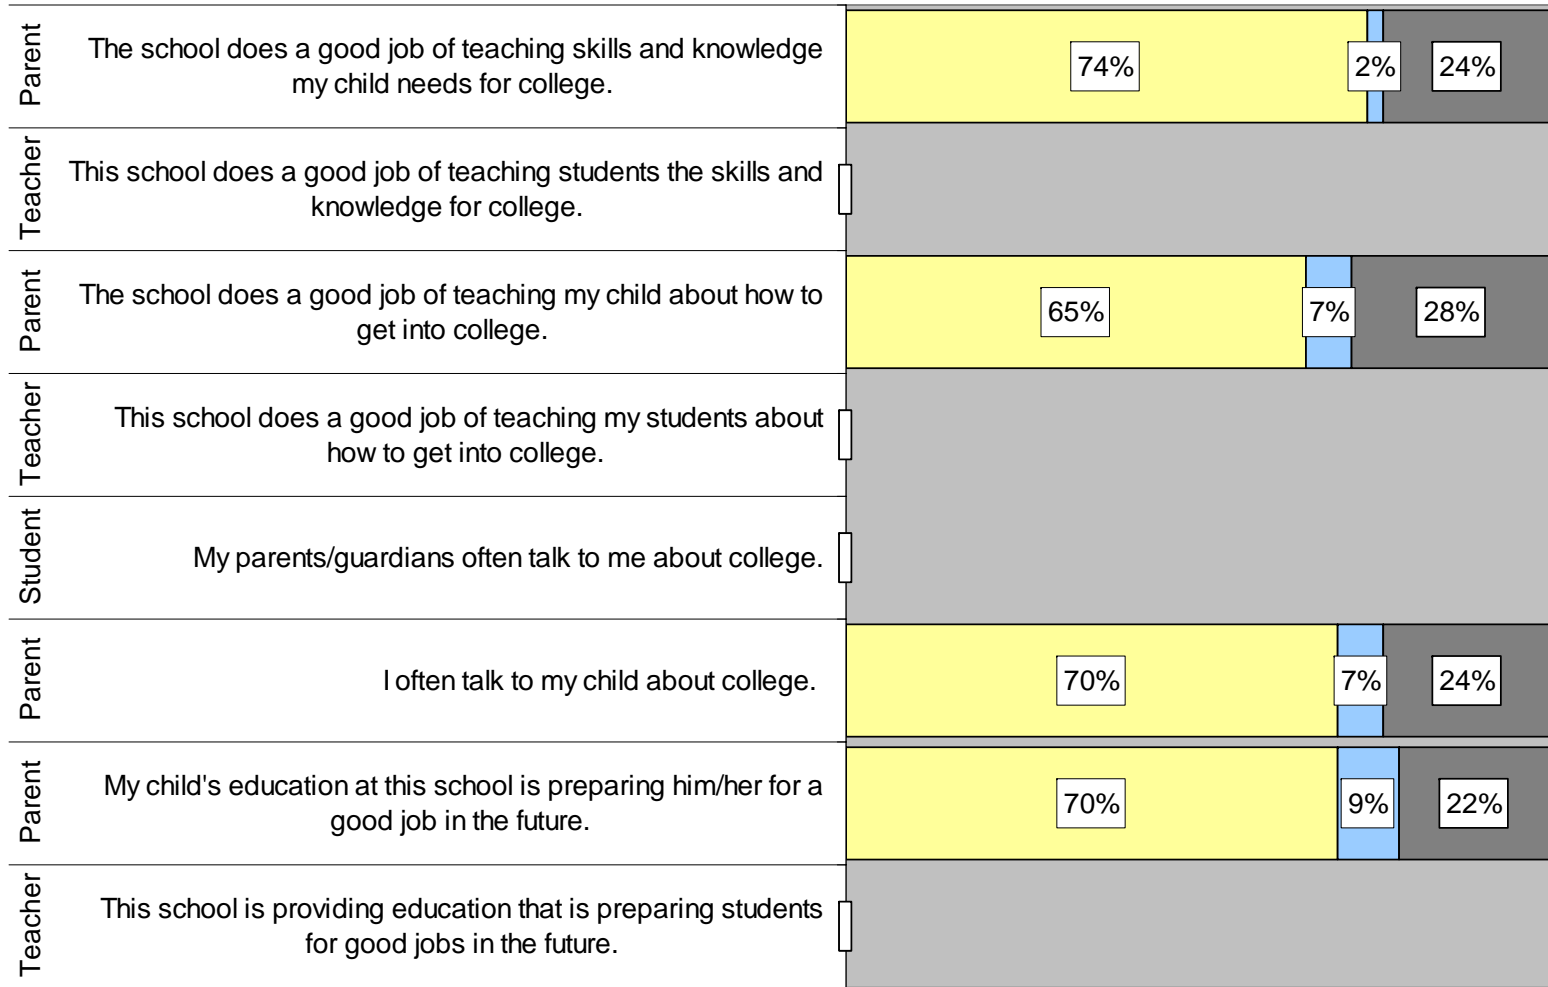 Parent
The school does a good job of teaching skills and knowledge
my child needs for college.
74%
2%
24%
Teacher
This school does a good job of teaching students the skills and
knowledge for college.
Parent
The school does a good job of teaching my child about how to
get into college.
65%
7%
28%
Teacher
This school does a good job of teaching my students about
how to get into college.
Student
My parents/guardians often talk to me about college.
Parent
I often talk to my child about college.
70%
7%
24%
Parent
My child's education at this school is preparing him/her for a
good job in the future.
70%
9%
22%
Teacher
This school is providing education that is preparing students
for good jobs in the future.